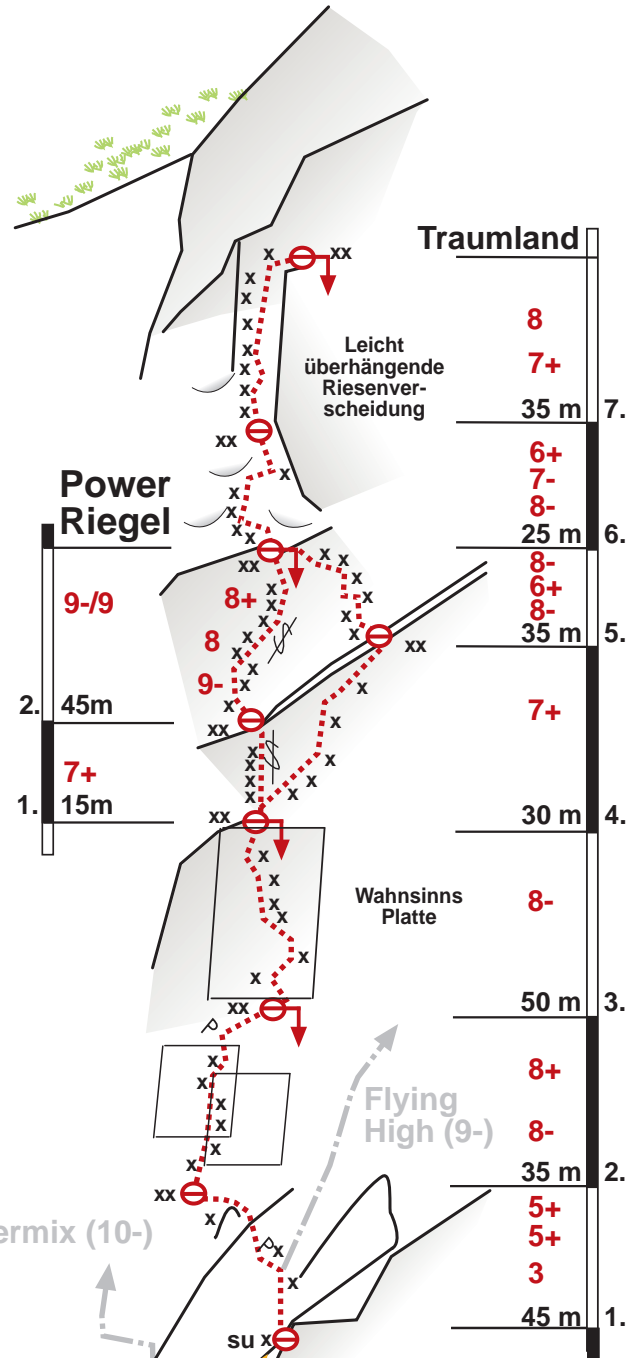 Traumland
xx
8
Leicht
überhängende
Riesenver-
scheidung
7+
35 m
7.
xx
6+
7-
8-
25 m
6.
Power
Riegel
xx
8-
6+
8-
35 m
5.
9-/9
8+
8
9-
xx
2.
45m
xx
7+
7+
1.
15m
xx
30 m
4.
Wahnsinns
Platte
8-
xx
50 m
3.
P
8+
Flying
High (9-)
8-
35 m
2.
xx
5+
5+
3
P
ermix (10-)
45 m
1.
su x